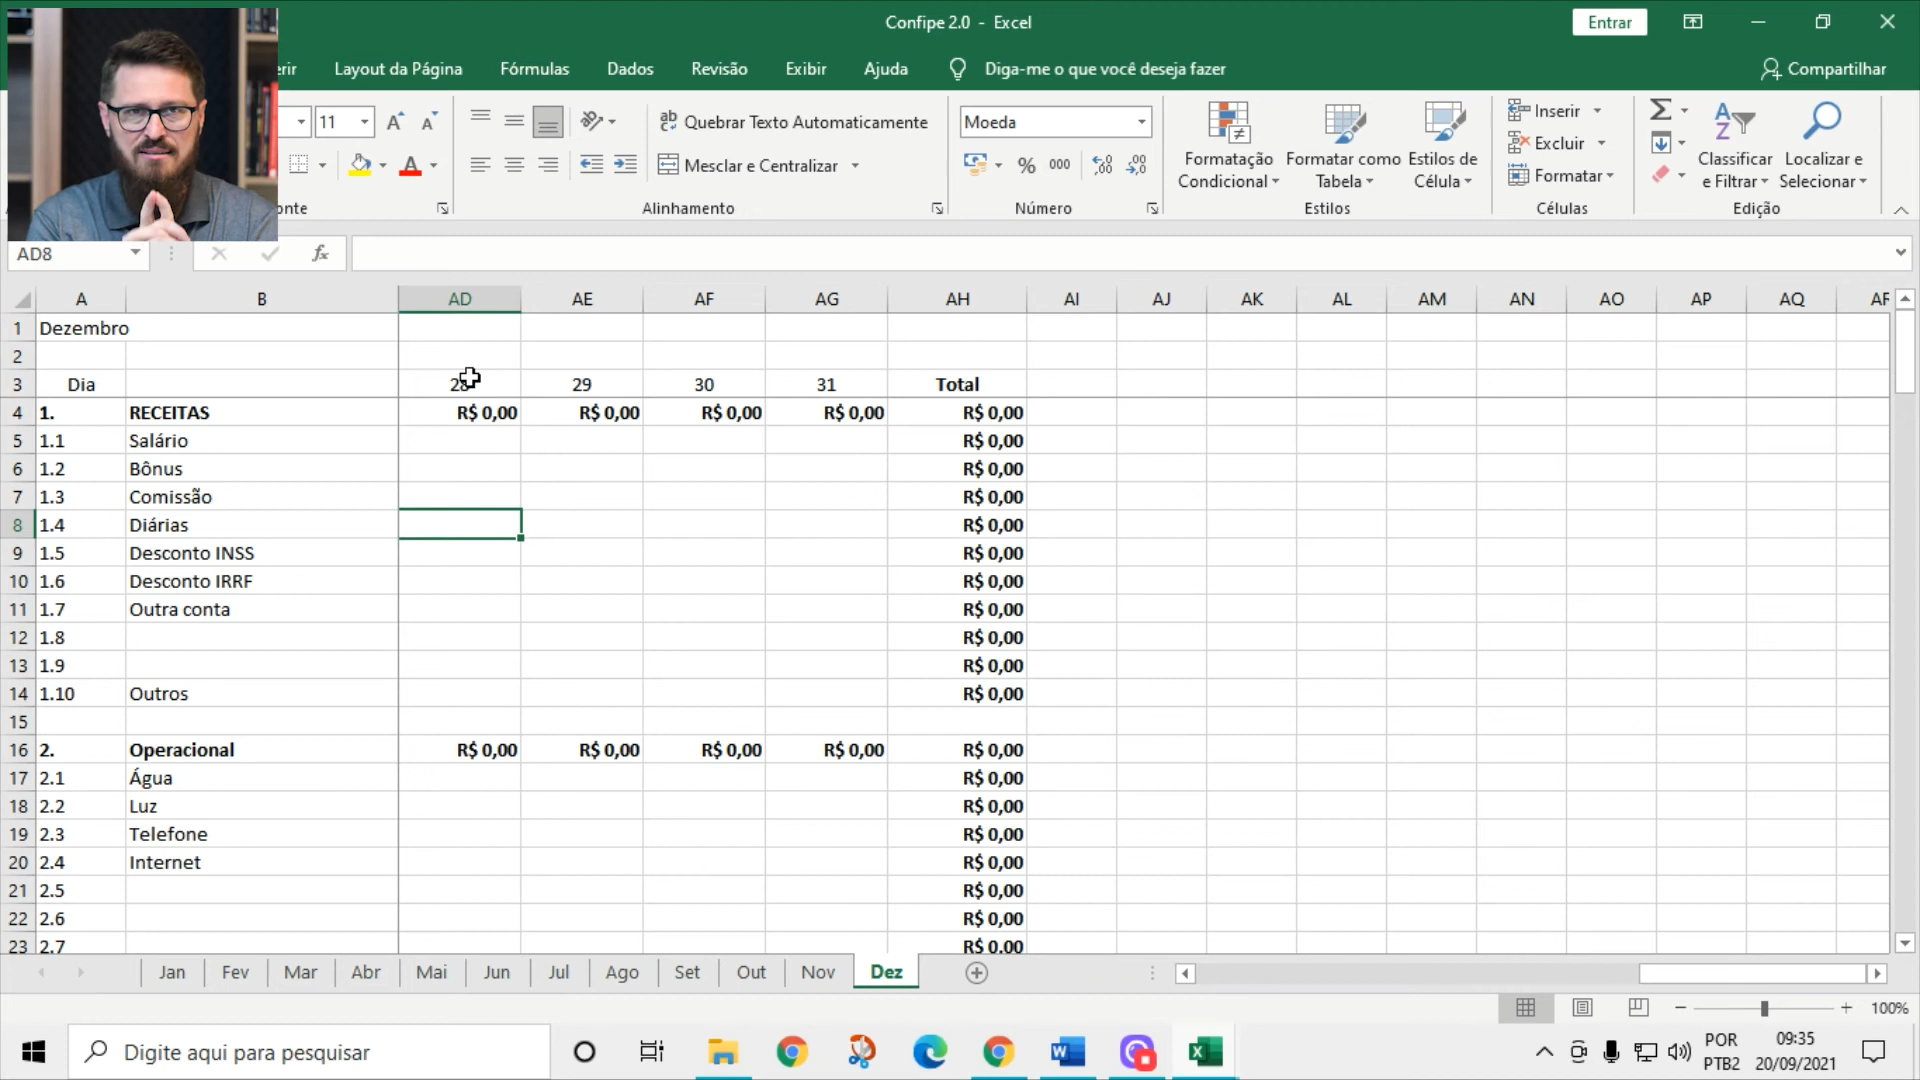 Confipe 2.0 - Excel
Entrar
Layout da Página
Fórmulas
Dados
Revisão
Exibir
Ajuda
Diga-me o que você deseja fazer
Compartilhar
11
Quebrar Texto Automaticamente
Mesclar e Centralizar
Alinhamento
Moeda
% 000
Número
Formatação Condicional
Formatar como Tabela
Estilos de Célula
Estilos
Inserir
Excluir
Formatar
Células
Classificar e Filtrar
Localizar e Selecionar
Edição
AD8
fx
A B AD AE AF AG AH AI AJ AK AL AM AN AO AP AQ
1 Dezembro
2
3 Dia 28 29 30 31 Total
4 1. RECEITAS R$ 0,00 R$ 0,00 R$ 0,00 R$ 0,00 R$ 0,00
5 1.1 Salário R$ 0,00
6 1.2 Bônus R$ 0,00
7 1.3 Comissão R$ 0,00
8 1.4 Diárias R$ 0,00
9 1.5 Desconto INSS R$ 0,00
10 1.6 Desconto IRRF R$ 0,00
11 1.7 Outra conta R$ 0,00
12 1.8 R$ 0,00
13 1.9 R$ 0,00
14 1.10 Outros R$ 0,00
15
16 2. Operacional R$ 0,00 R$ 0,00 R$ 0,00 R$ 0,00 R$ 0,00
17 2.1 Água R$ 0,00
18 2.2 Luz R$ 0,00
19 2.3 Telefone R$ 0,00
20 2.4 Internet R$ 0,00
21 2.5 R$ 0,00
22 2.6 R$ 0,00
23 2.7 R$ 0,00
Jan Fev Mar Abr Mai Jun Jul Ago Set Out Nov Dez
100%
Digite aqui para pesquisar
POR
PTB2
09:35
20/09/2021